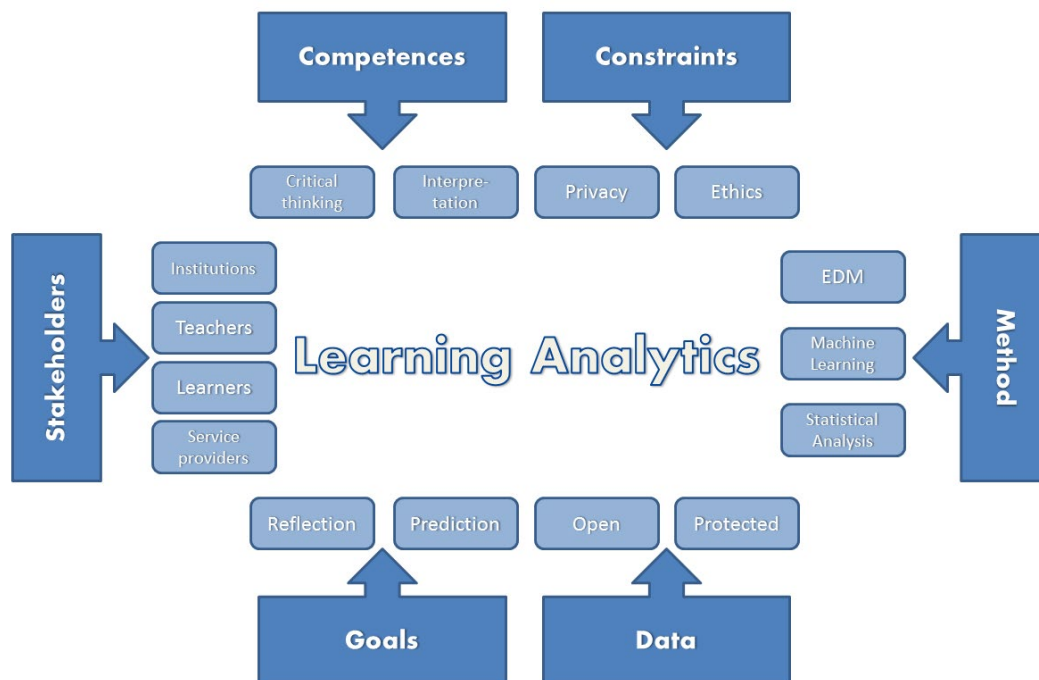 Competences
Constraints
Critical
thinking
Interpre-
tation
Privacy
Ethics
Stakeholders
Institutions
Teachers
Learners
Service
providers
Learning Analytics
EDM
Machine
Learning
Statistical
Analysis
Method
Reflection
Prediction
Open
Protected
Goals
Data